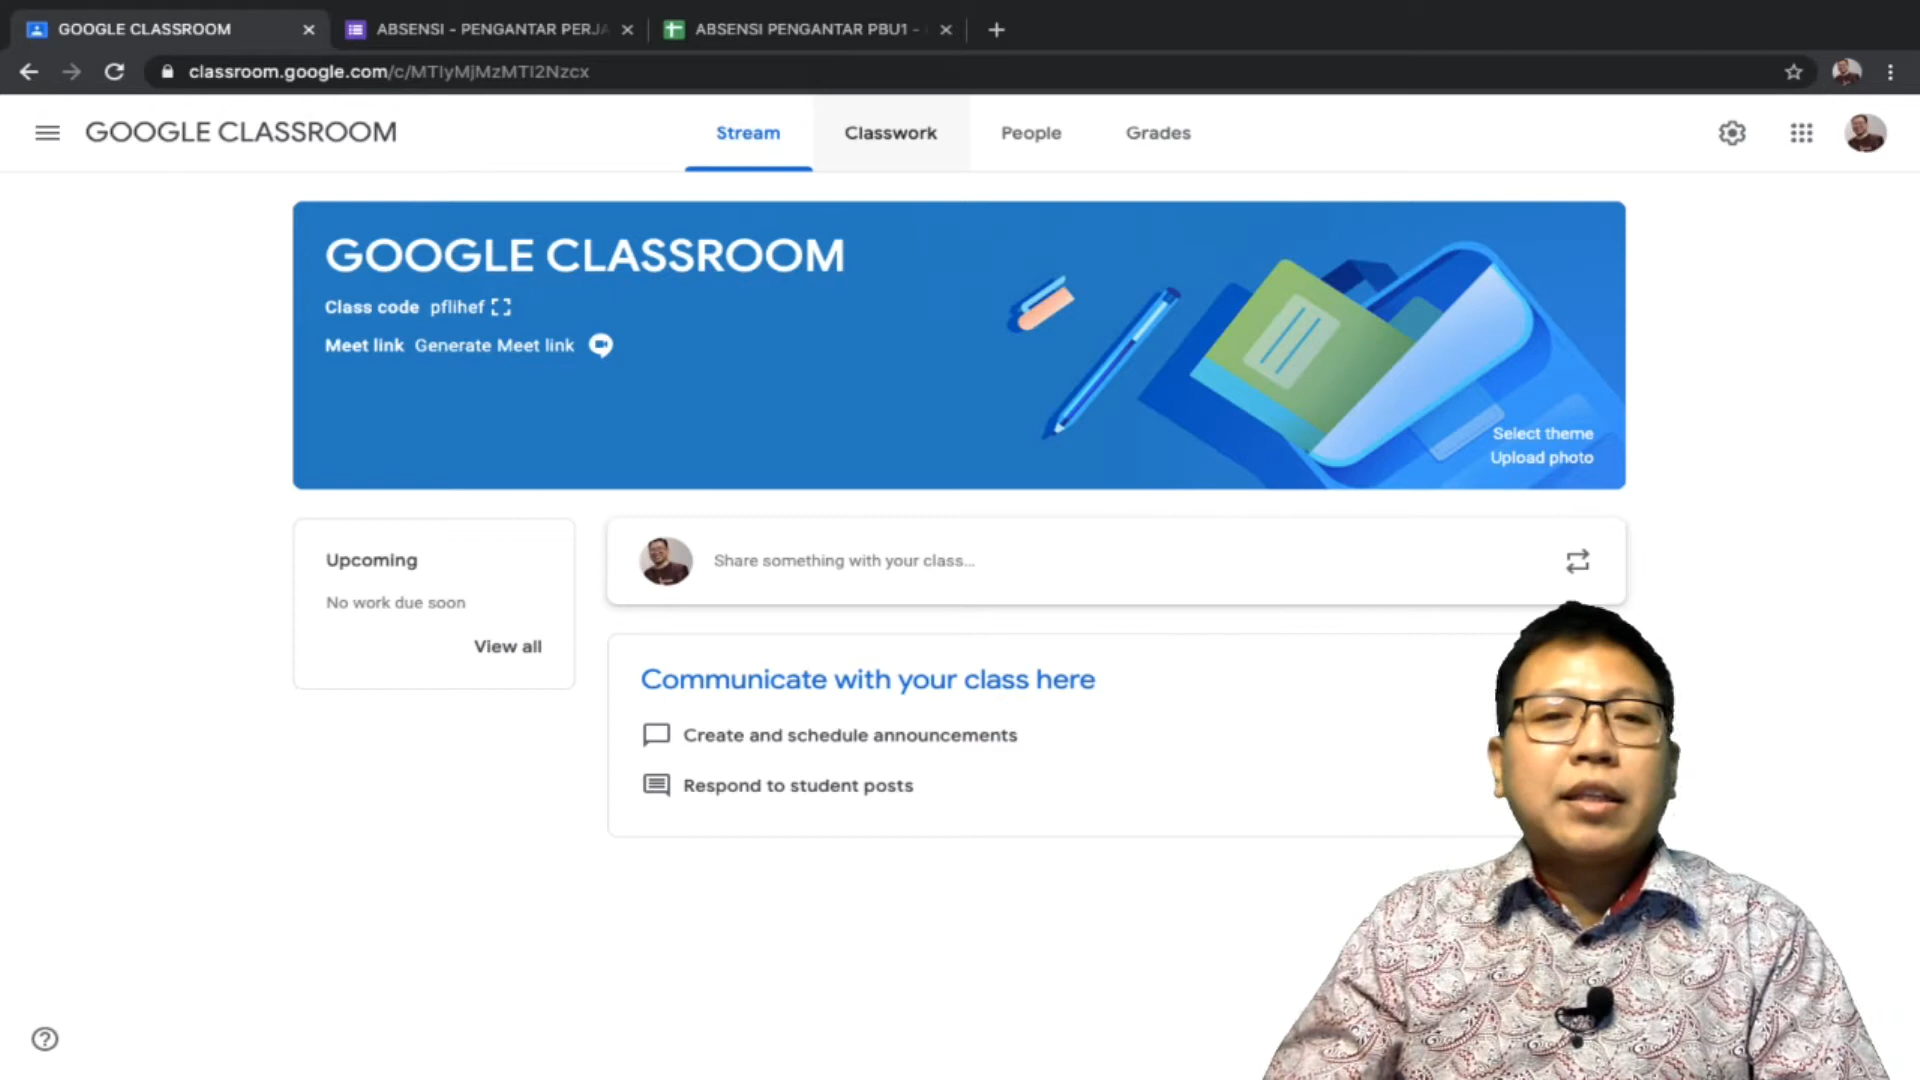 GOOGLE CLASSROOM
ABSENSI - PENGANTAR PERJA
ABSENSI PENGANTAR PBU1 -
classroom.google.com/c/MTIyMjMzMTI2Nzcx
GOOGLE CLASSROOM
Stream
Classwork
People
Grades
GOOGLE CLASSROOM
Class code pflihef
Meet link Generate Meet link
Select theme
Upload photo
Upcoming
No work due soon
View all
Share something with your class...
Communicate with your class here
Create and schedule announcements
Respond to student posts